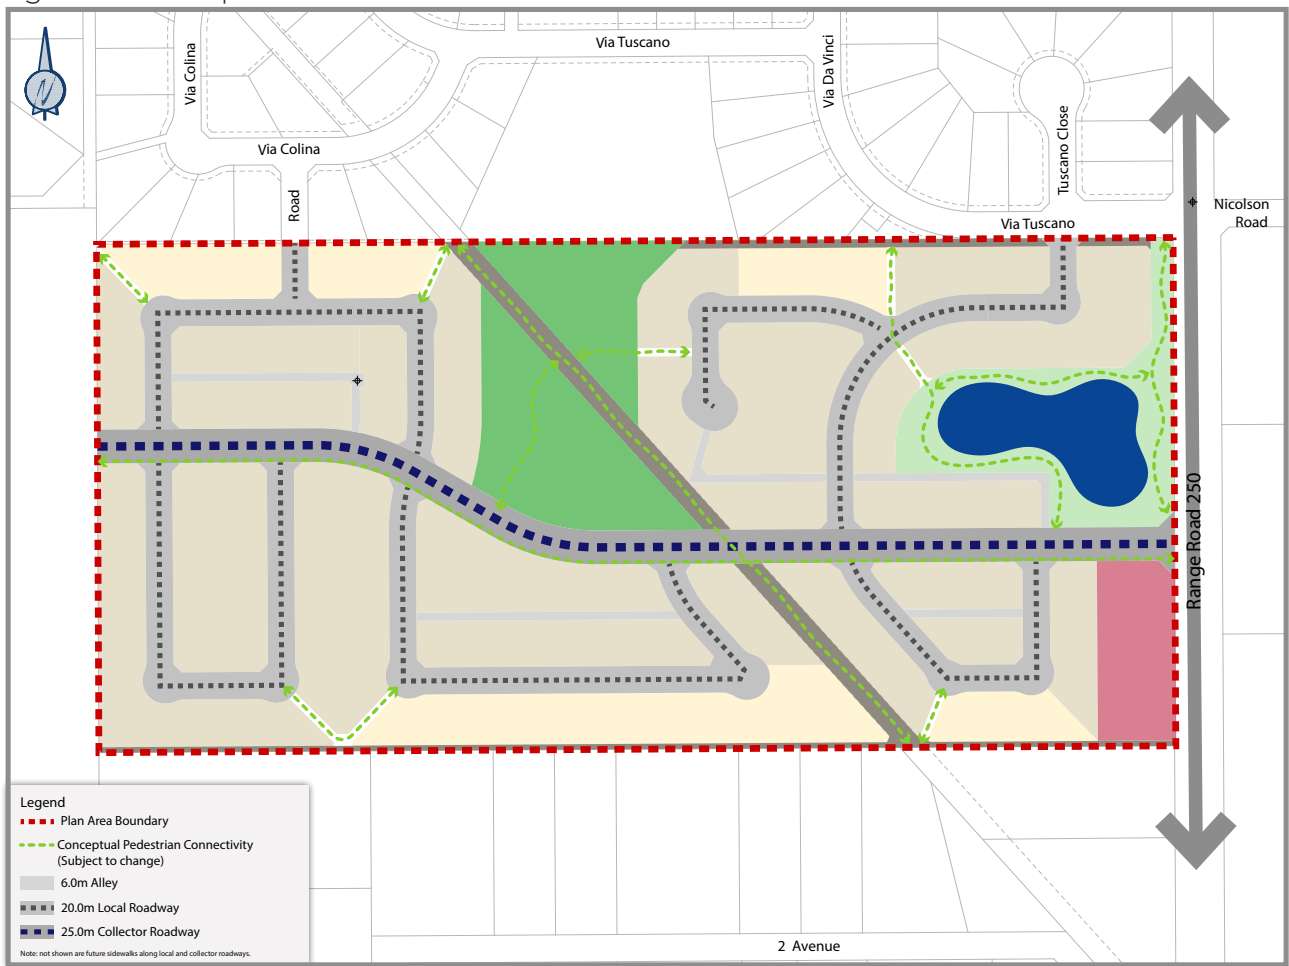 Via Tuscano
Via Colina
Via Da Vinci
Via Colina
Road
Tuscano Close
Nicolson
Road
Via Tuscano
Range Road 250
Legend
Plan Area Boundary
Conceptual Pedestrian Connectivity
(Subject to change)
6.0m Alley
20.0m Local Roadway
25.0m Collector Roadway
Note: not shown are future sidewalks along local and collector roadways.
2 Avenue